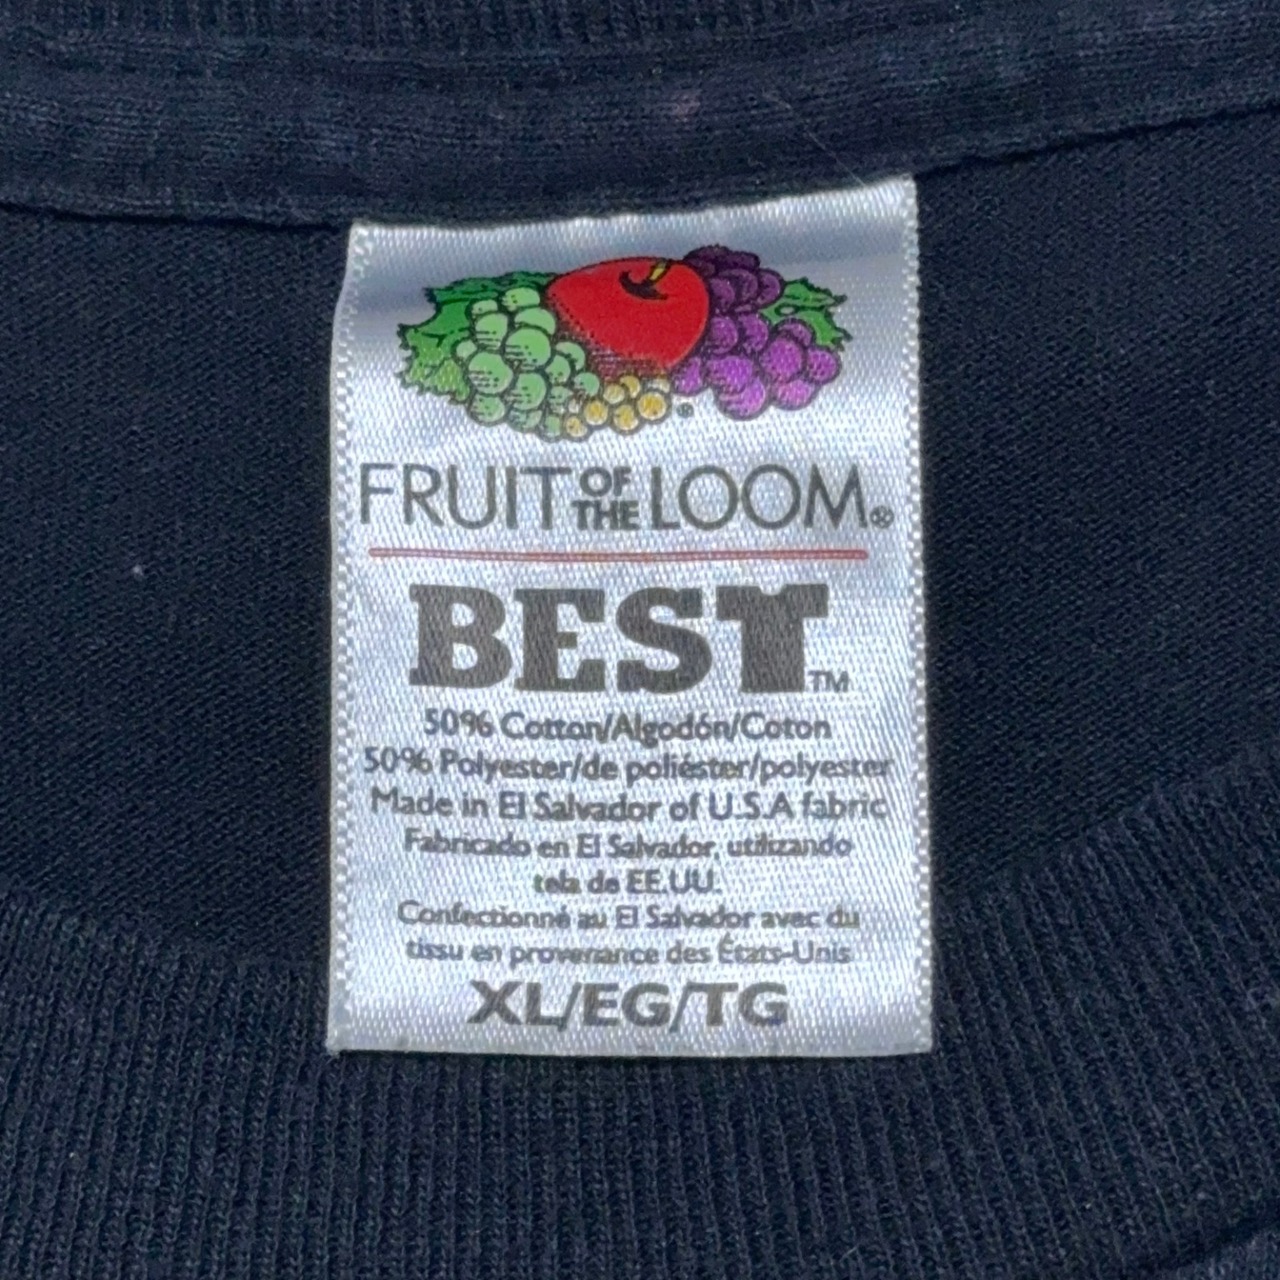 FRUIT OF THE LOOM®
BEST™
50% Cotton/Algodón/Coton
50% Polyester/de poliéster/polyester
Made in El Salvador of U.S.A fabric
Fabricado en El Salvador, utilizando
tela de EE.UU.
Confectionné au El Salvador avec du
tissu en provenance des États-Unis
XL/EG/TG